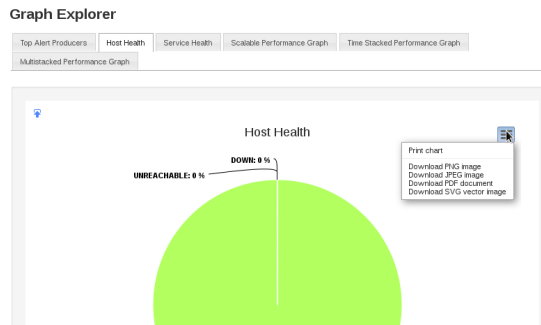 Graph Explorer
Top Alert Producers
Host Health
Service Health
Scalable Performance Graph
Time Stacked Performance Graph
Multistacked Performance Graph
Host Health
Print chart
Download PNG image
Download JPEG image
Download PDF document
Download SVG vector image
DOWN: 0 %
UNREACHABLE: 0 %